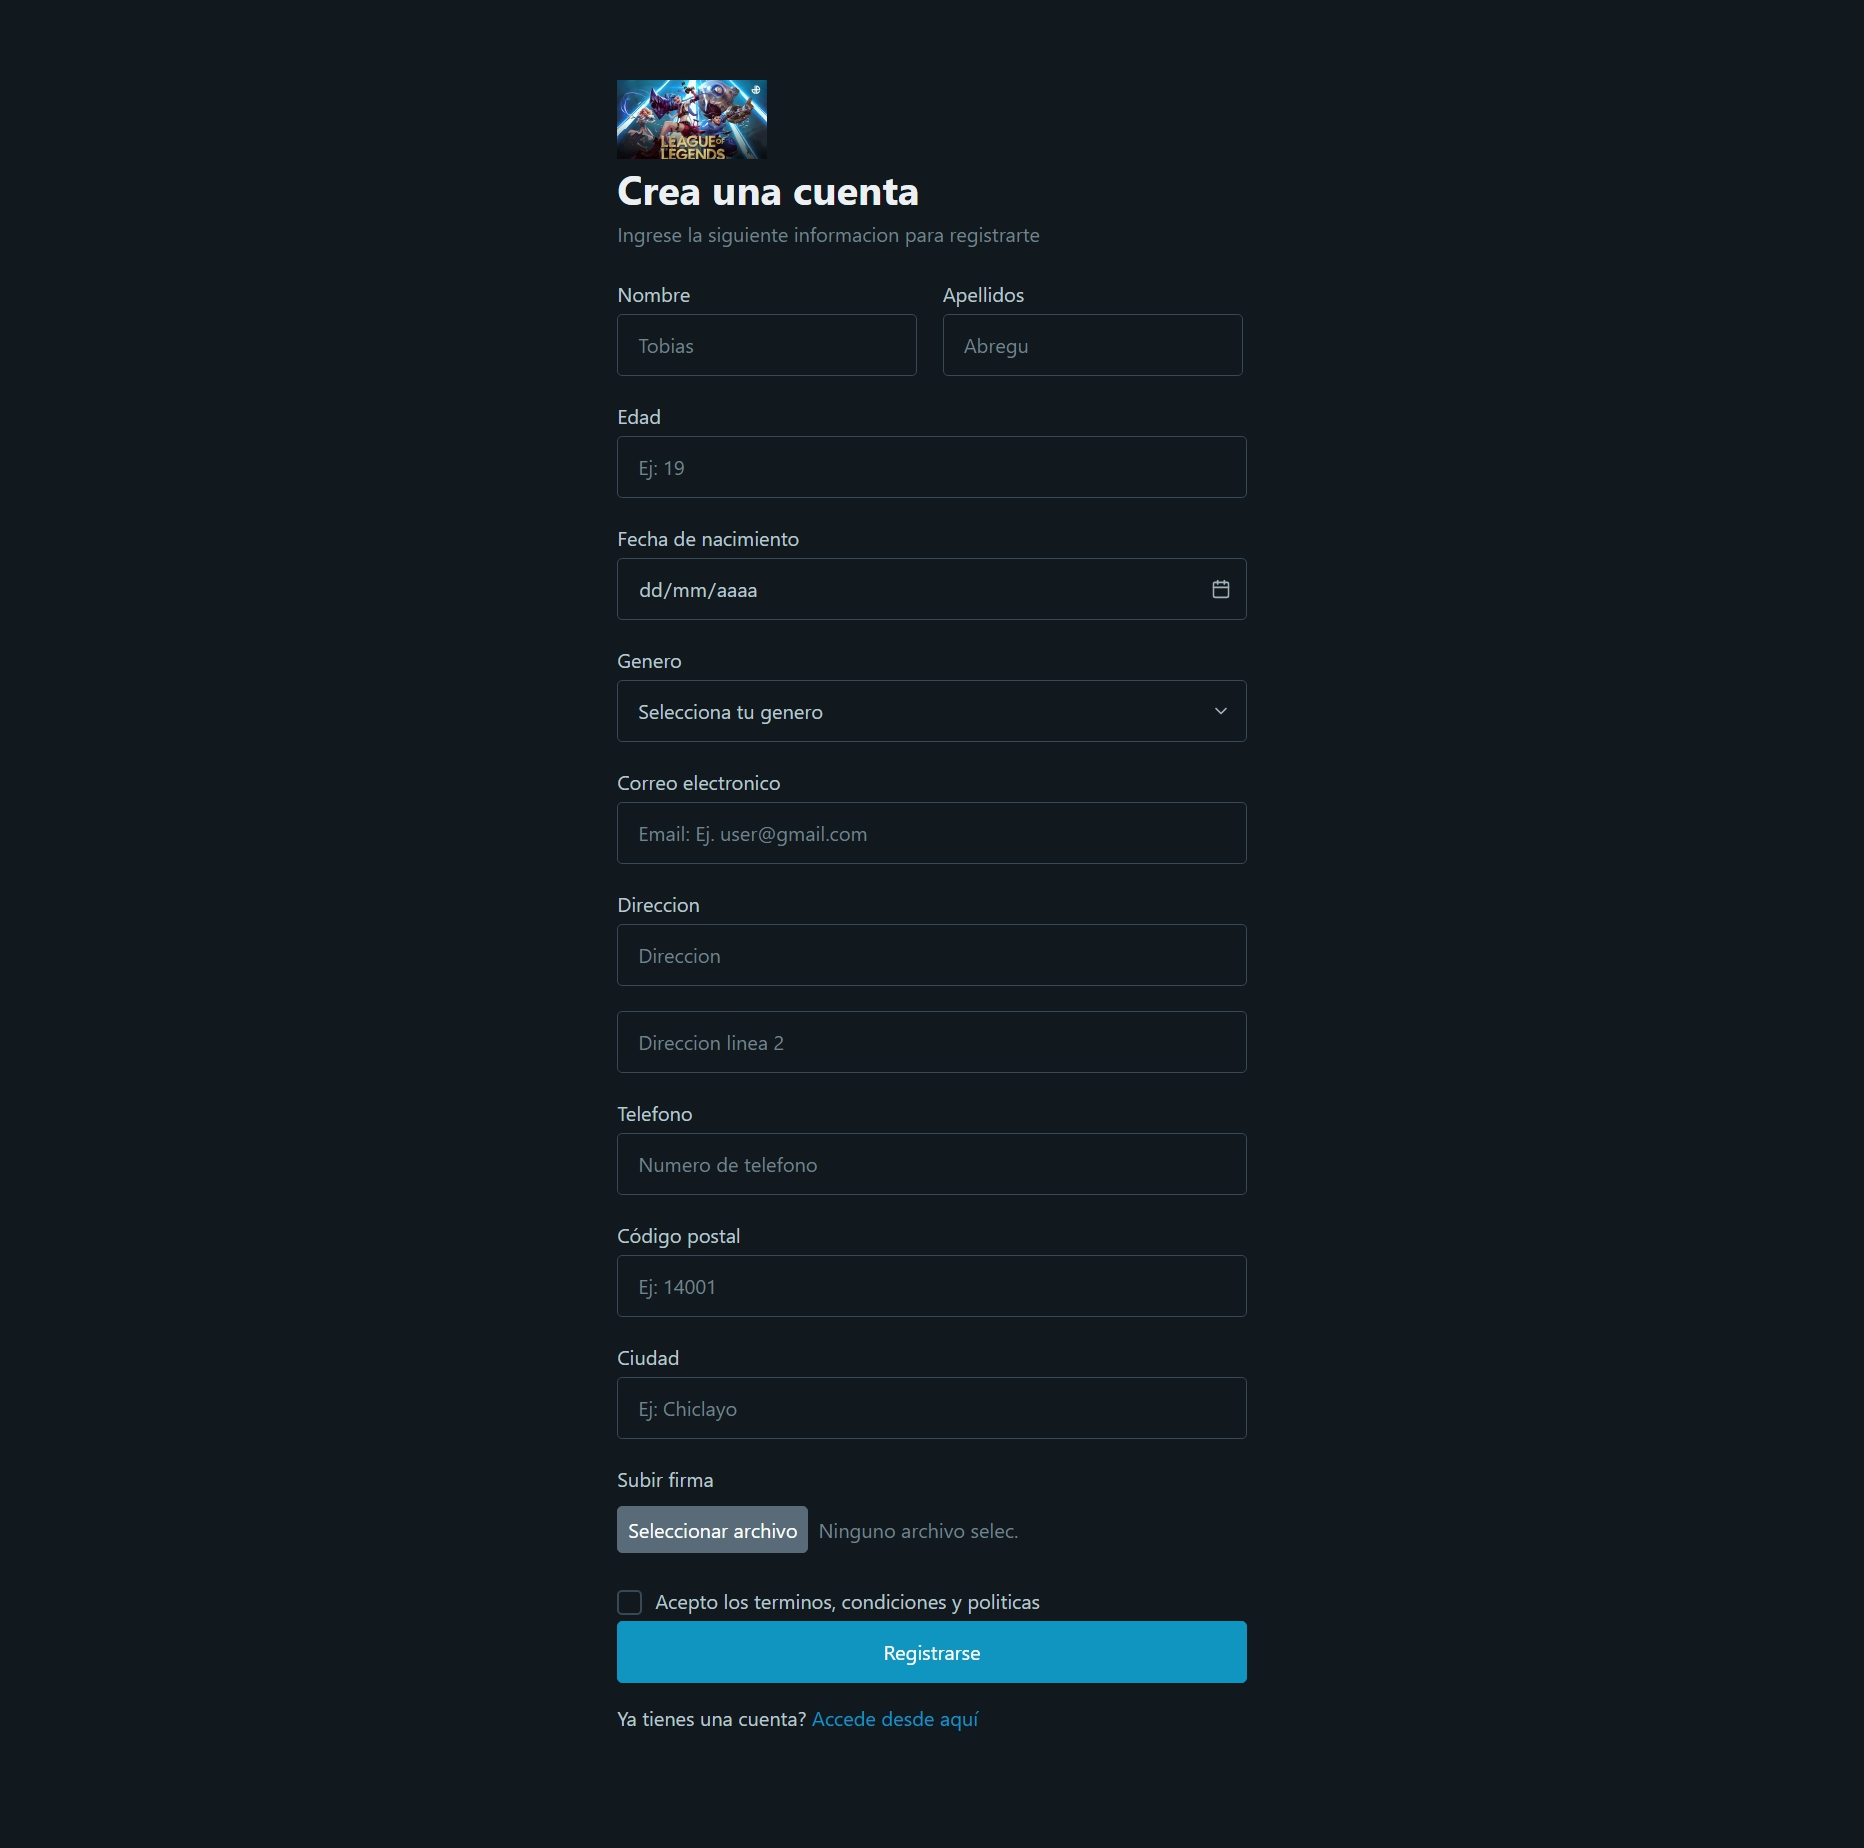 LEAGUE OF
LEGENDS
Crea una cuenta
Ingrese la siguiente informacion para registrarte
Nombre
Apellidos
Tobias
Abregu
Edad
Ej: 19
Fecha de nacimiento
dd/mm/aaaa
Genero
Selecciona tu genero
Correo electronico
Email: Ej. user@gmail.com
Direccion
Direccion
Direccion linea 2
Telefono
Numero de telefono
Código postal
Ej: 14001
Ciudad
Ej: Chiclayo
Subir firma
Seleccionar archivo Ninguno archivo selec.
Acepto los terminos, condiciones y politicas
Registrarse
Ya tienes una cuenta? Accede desde aquí